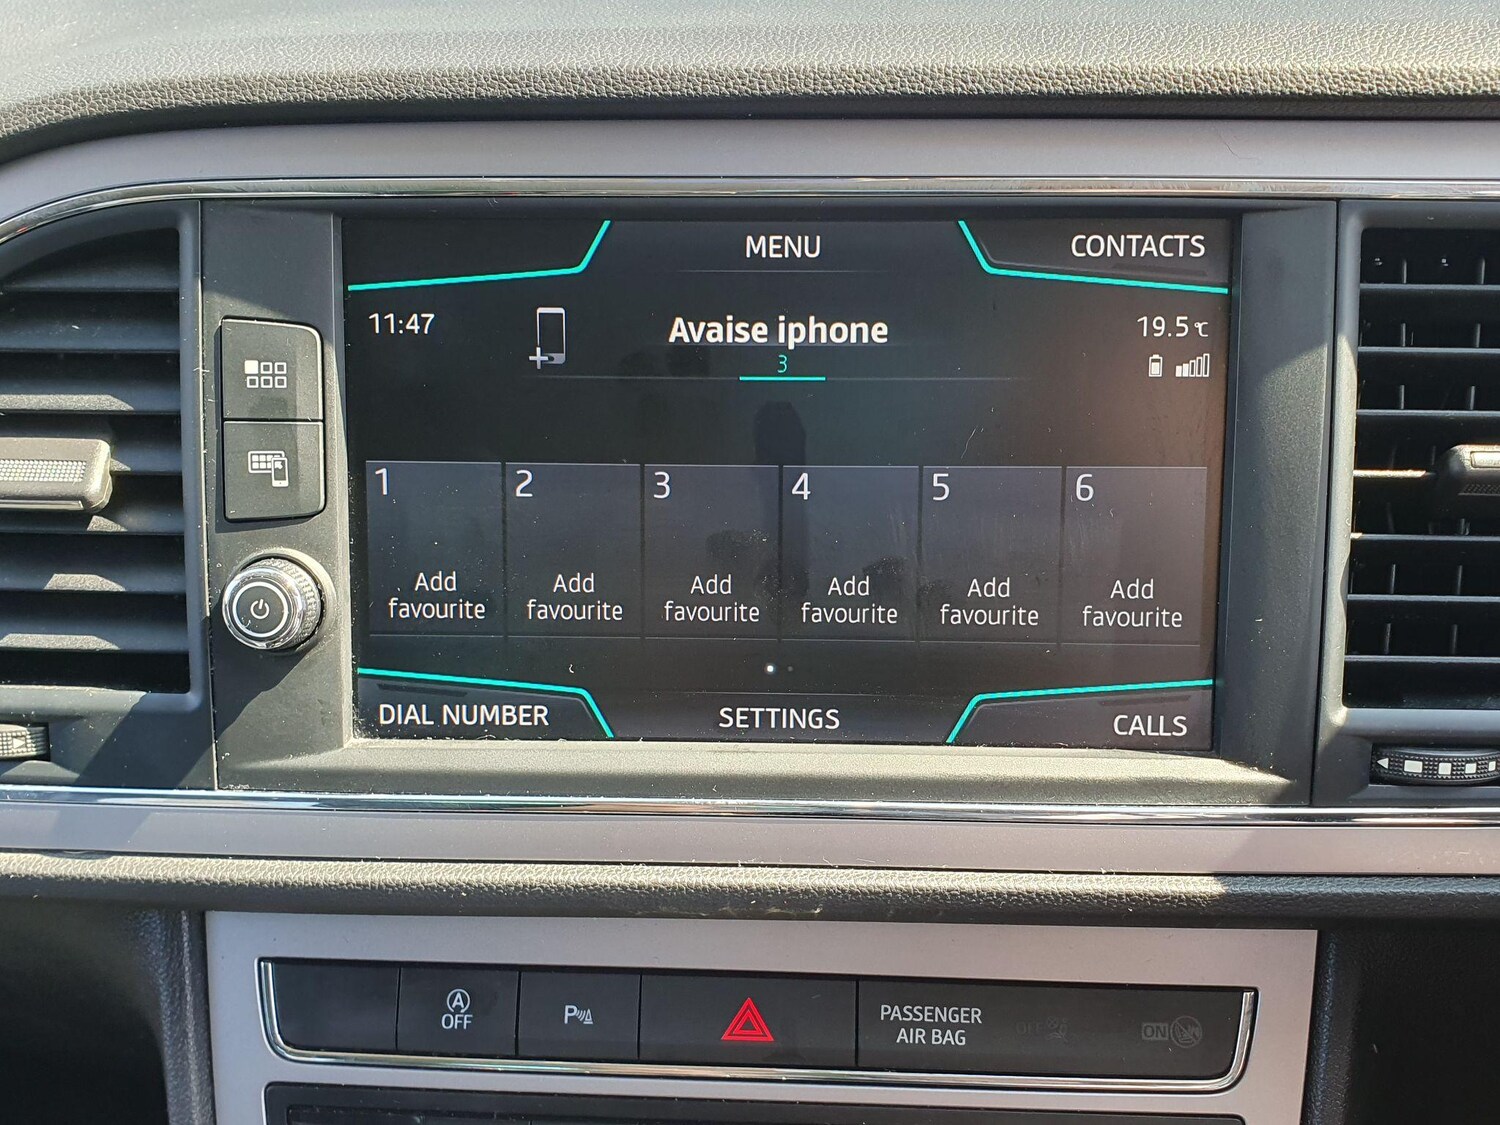 MENU
CONTACTS
11:47
Avaise iphone
3
19.5°C
1
2
3
4
5
6
Add
favourite
Add
favourite
Add
favourite
Add
favourite
Add
favourite
Add
favourite
DIAL NUMBER
SETTINGS
CALLS
A
OFF
P
PASSENGER
AIR BAG
OFF
ON